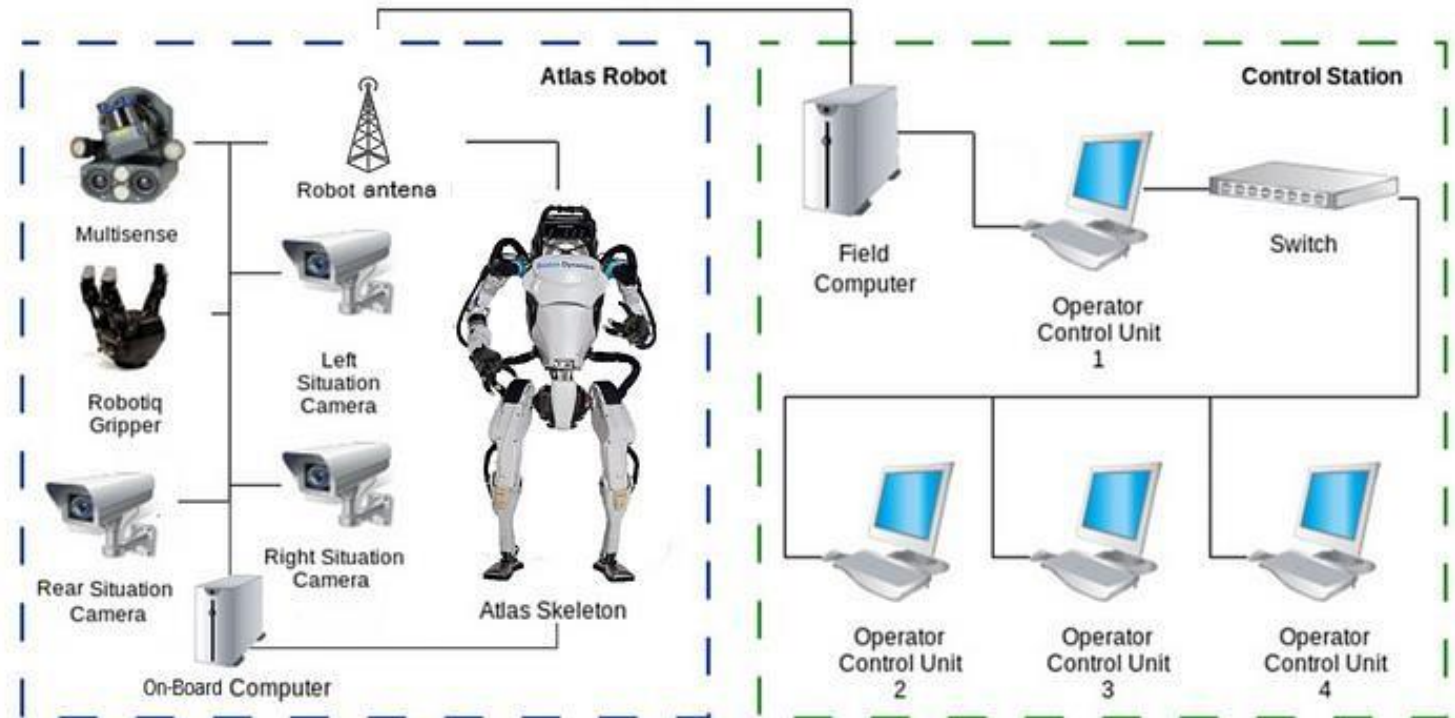 Atlas Robot
Control Station
Robot antena
Multisense
Switch
Field
Computer
Operator
Control Unit
1
Left
Situation
Camera
Robotiq
Gripper
Right Situation
Camera
Rear Situation
Camera
Atlas Skeleton
On-Board Computer
Operator
Control Unit
2
Operator
Control Unit
3
Operator
Control Unit
4